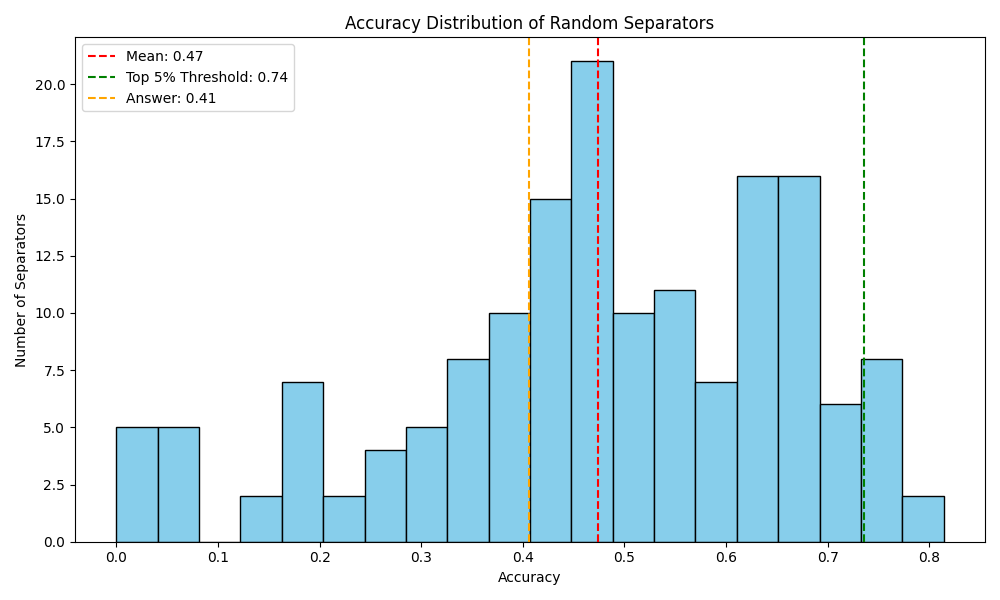 Accuracy Distribution of Random Separators
Mean: 0.47
Top 5% Threshold: 0.74
Answer: 0.41
Number of Separators
20.0
17.5
15.0
12.5
10.0
7.5
5.0
2.5
0.0
0.0 0.1 0.2 0.3 0.4 0.5 0.6 0.7 0.8
Accuracy